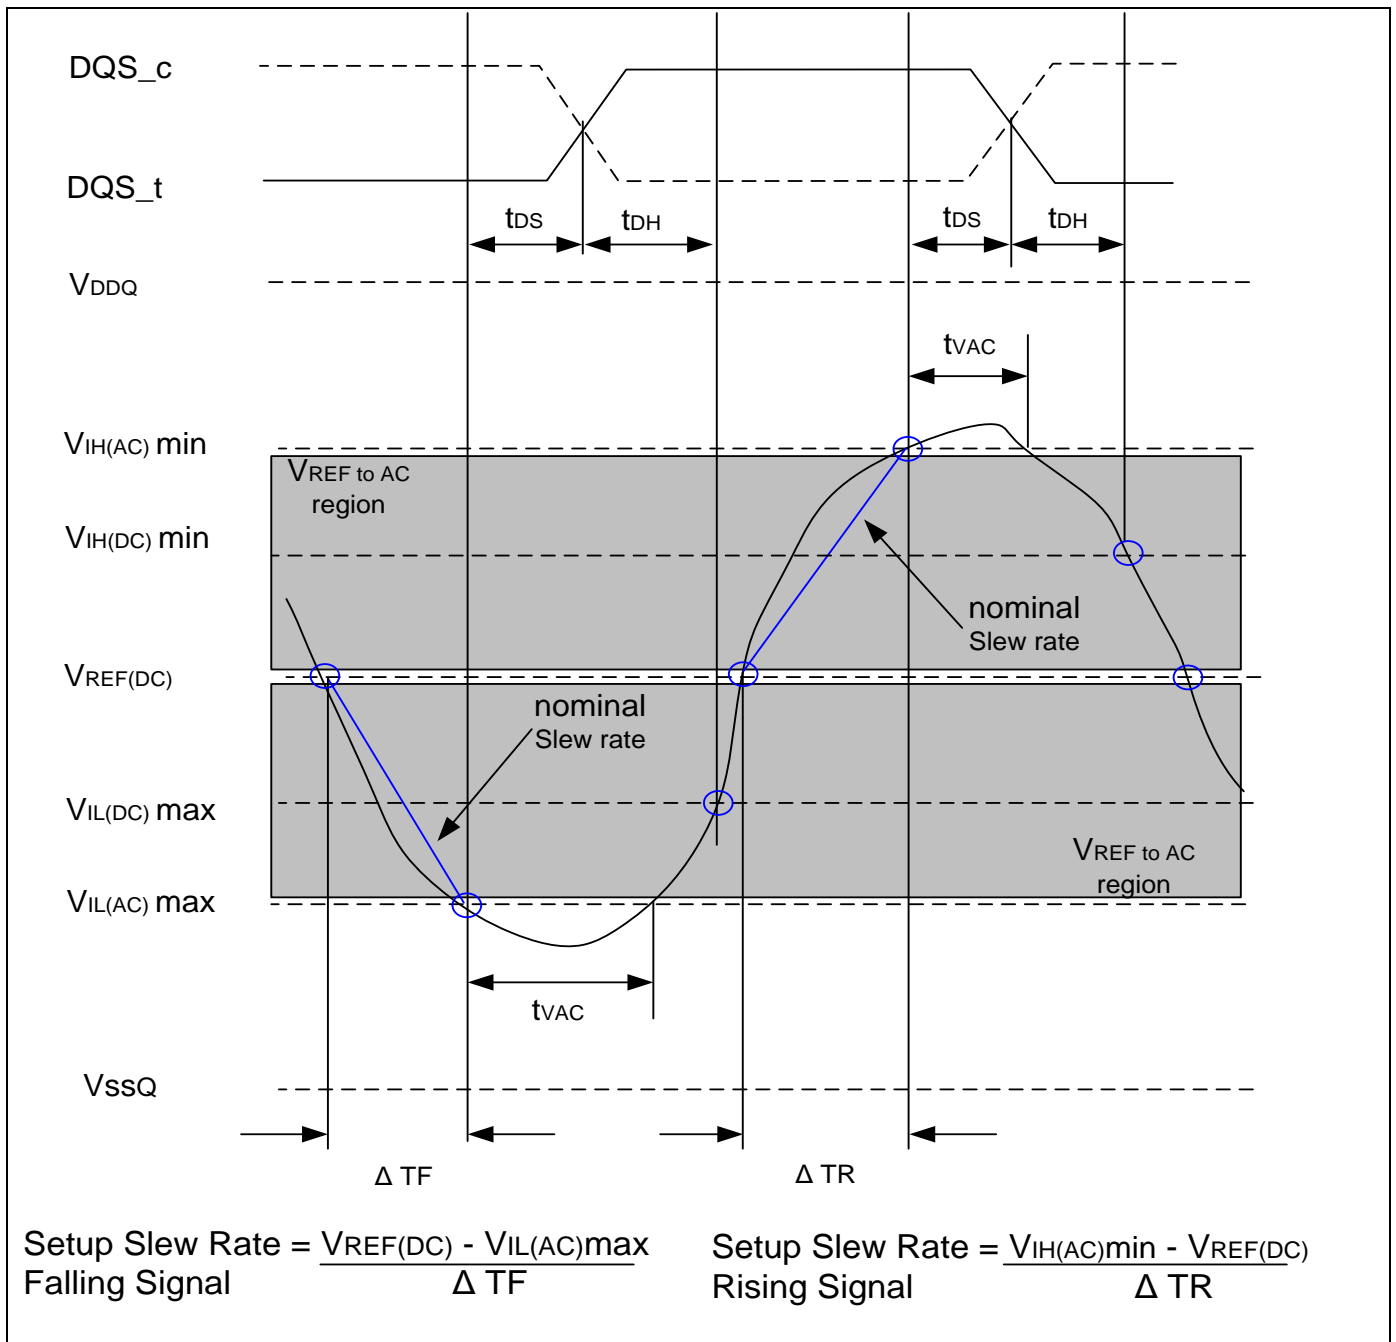 DQS_c
DQS_t
tDS tDH tDS tDH
VDDQ
tVAC
VIH(AC) min
VREF to AC
region
VIH(DC) min
nominal
Slew rate
VREF(DC)
nominal
Slew rate
VIL(DC) max
VREF to AC
region
VIL(AC) max
tVAC
VssQ
Δ TF Δ TR
Setup Slew Rate = VREF(DC) - VIL(AC)max
Falling Signal Δ TF
Setup Slew Rate = VIH(AC)min - VREF(DC)
Rising Signal Δ TR